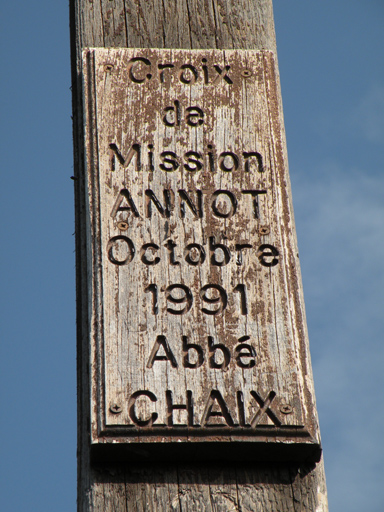 Croix
de
Mission
ANNOT
Octobre
1991
Abbé
CHAIX